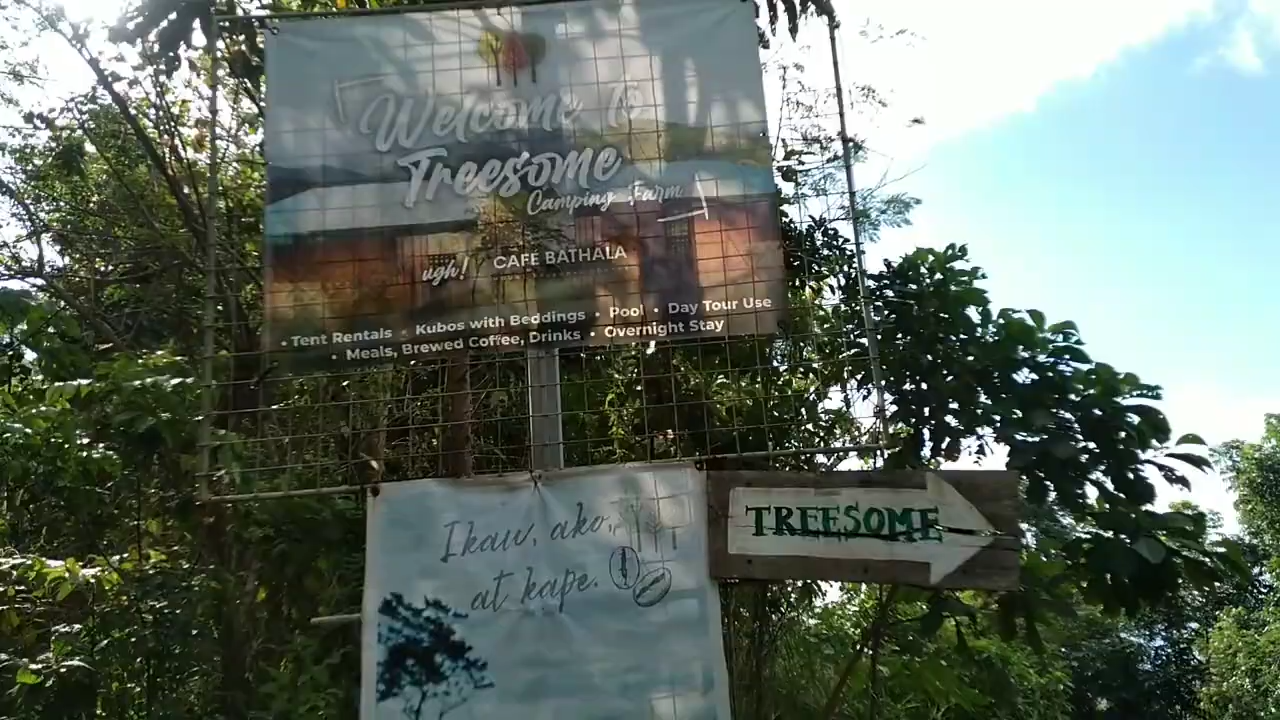 Welcome To
Treesome
Camping Farm
ugh! CAFÉ BATHALA
• Tent Rentals • Kubos with Beddings • Pool • Day Tour Use
• Meals, Brewed Coffee, Drinks • Overnight Stay
Ikaw, ako,
at kape.
TREESOME